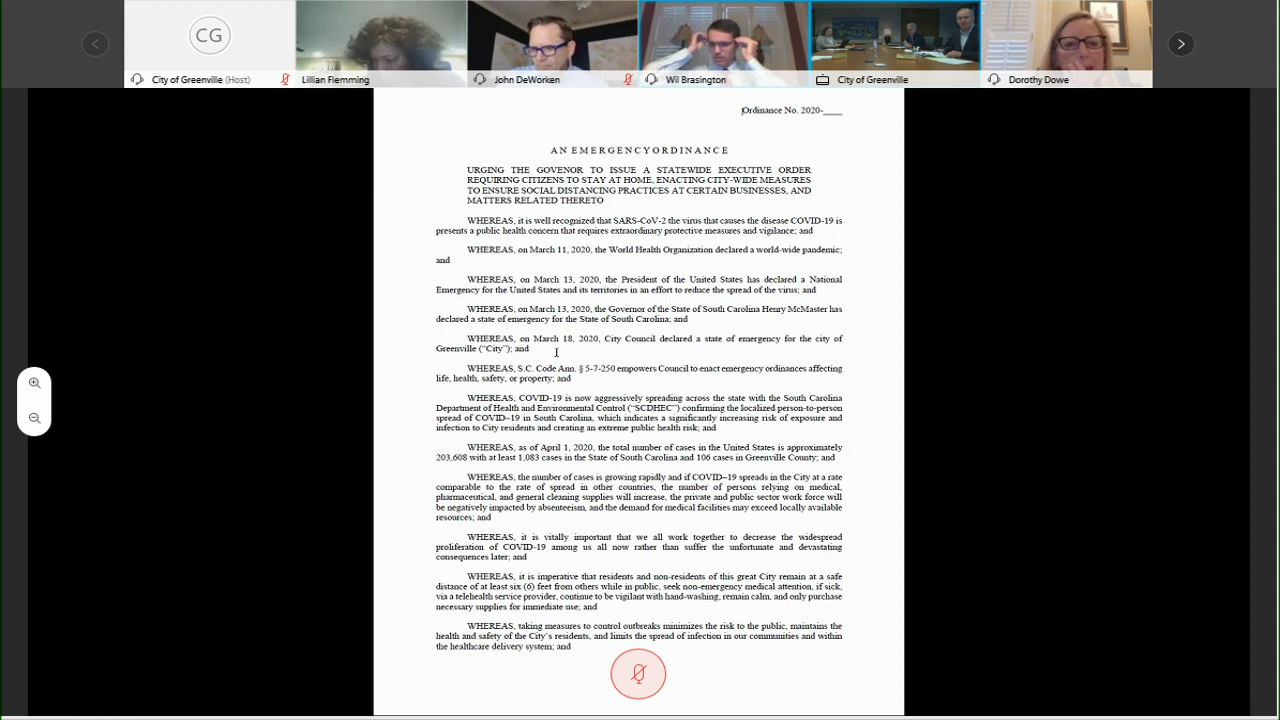 CG
City of Greenville (Host)
Lillian Flemming
John DeWorken
Wil Brasington
City of Greenville
Dorothy Dowe
Ordinance No. 2020-____
A N E M E R G E N C Y O R D I N A N C E
URGING THE GOVENOR TO ISSUE A STATEWIDE EXECUTIVE ORDER
REQUIRING CITIZENS TO STAY AT HOME, ENACTING CITY-WIDE MEASURES
TO ENSURE SOCIAL DISTANCING PRACTICES AT CERTAIN BUSINESSES, AND
MATTERS RELATED THERETO
WHEREAS, it is well recognized that SARS-CoV-2 the virus that causes the disease COVID-19 is
presents a public health concern that requires extraordinary protective measures and vigilance; and
WHEREAS, on March 11, 2020, the World Health Organization declared a world-wide pandemic;
and
WHEREAS, on March 13, 2020, the President of the United States has declared a National
Emergency for the United States and its territories in an effort to reduce the spread of the virus; and
WHEREAS, on March 13, 2020, the Governor of the State of South Carolina Henry McMaster has
declared a state of emergency for the State of South Carolina; and
WHEREAS, on March 18, 2020, City Council declared a state of emergency for the city of
Greenville (“City”); and
WHEREAS, S.C. Code Ann. § 5-7-250 empowers Council to enact emergency ordinances affecting
life, health, safety, or property; and
WHEREAS, COVID-19 is now aggressively spreading across the state with the South Carolina
Department of Health and Environmental Control (“SCDHEC”) confirming the localized person-to-person
spread of COVID–19 in South Carolina, which indicates a significantly increasing risk of exposure and
infection to City residents and creating an extreme public health risk; and
WHEREAS, as of April 1, 2020, the total number of cases in the United States is approximately
203,608 with at least 1,083 cases in the State of South Carolina and 106 cases in Greenville County; and
WHEREAS, the number of cases is growing rapidly and if COVID–19 spreads in the City at a rate
comparable to the rate of spread in other countries, the number of persons relying on medical,
pharmaceutical, and general cleaning supplies will increase, the private and public sector work force will
be negatively impacted by absenteeism, and the demand for medical facilities may exceed locally available
resources; and
WHEREAS, it is vitally important that we all work together to decrease the widespread
proliferation of COVID-19 among us all now rather than suffer the unfortunate and devastating
consequences later; and
WHEREAS, it is imperative that residents and non-residents of this great City remain at a safe
distance of at least six (6) feet from others while in public, seek non-emergency medical attention, if sick,
via a telehealth service provider, continue to be vigilant with hand-washing, remain calm, and only purchase
necessary supplies for immediate use; and
WHEREAS, taking measures to control outbreaks minimizes the risk to the public, maintains the
health and safety of the City’s residents, and limits the spread of infection in our communities and within
the healthcare delivery system; and